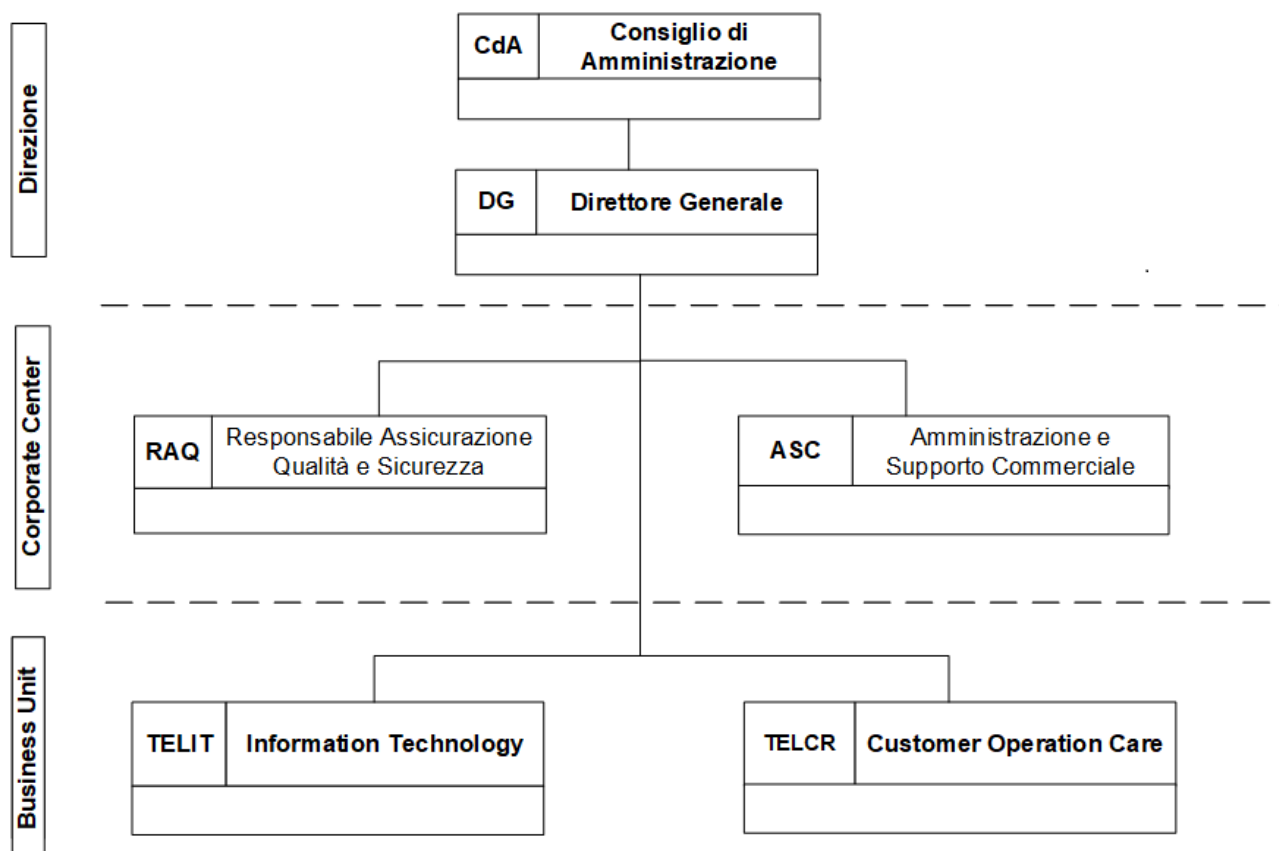 Direzione
CdA
Consiglio di
Amministrazione
DG
Direttore Generale
Corporate Center
RAQ
Responsabile Assicurazione
Qualità e Sicurezza
ASC
Amministrazione e
Supporto Commerciale
Business Unit
TELIT
Information Technology
TELCR
Customer Operation Care